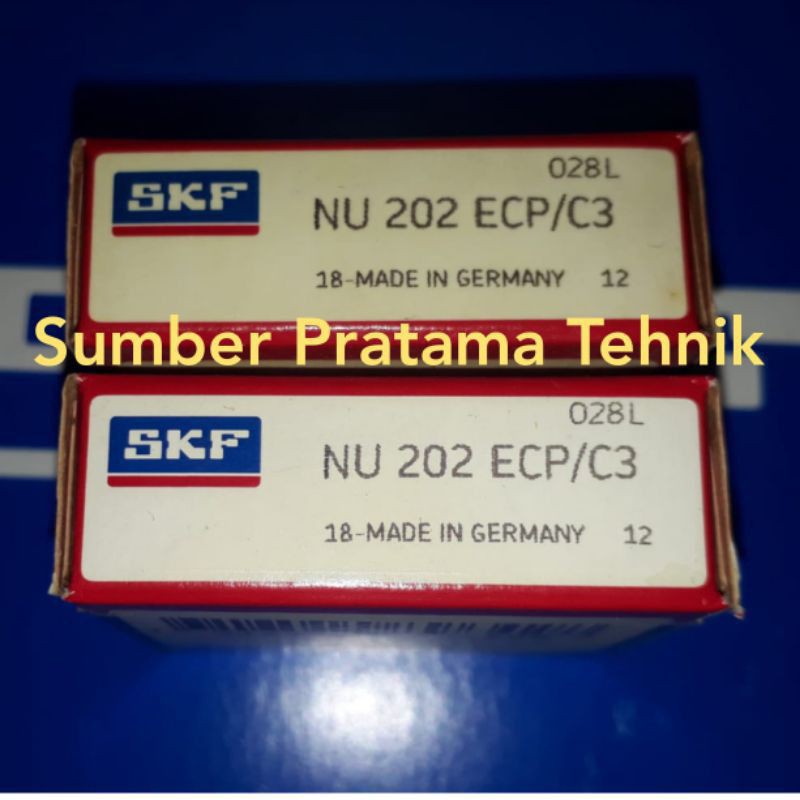 028L
SKF
NU 202 ECP/C3
18-MADE IN GERMANY 12
Sumber Pratama Tehnik
028L
SKF
NU 202 ECP/C3
18-MADE IN GERMANY 12